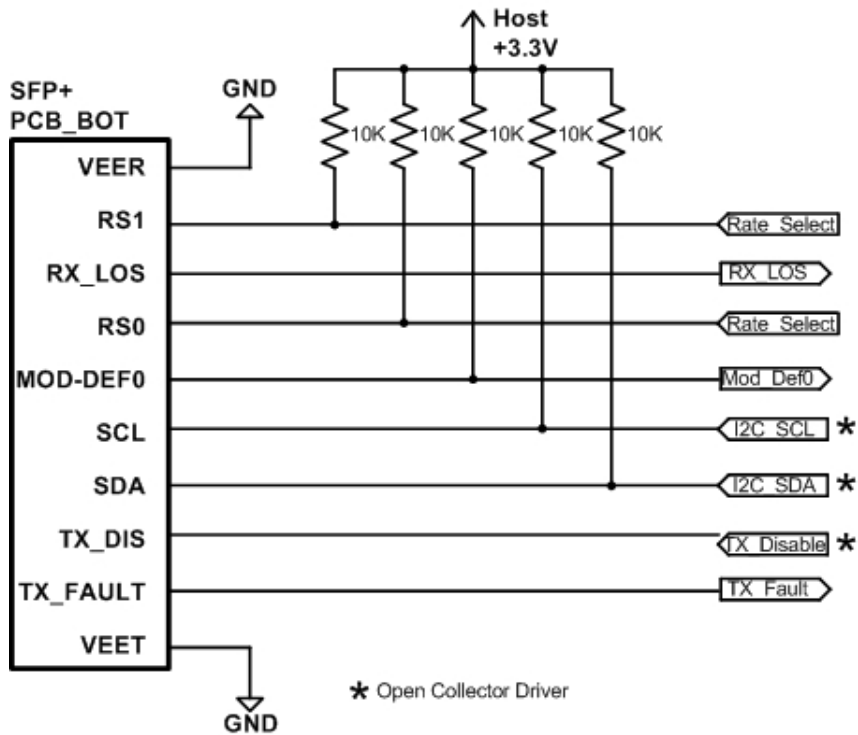 Host
+3.3V
SFP+
PCB_BOT
GND
10K
10K
10K
10K
10K
VEER
RS1
Rate_Select
RX_LOS
RX_LOS
RS0
Rate_Select
MOD-DEF0
Mod_Def0
SCL
I2C_SCL *
SDA
I2C_SDA *
TX_DIS
TX_Disable *
TX_FAULT
TX_Fault
VEET
* Open Collector Driver
GND